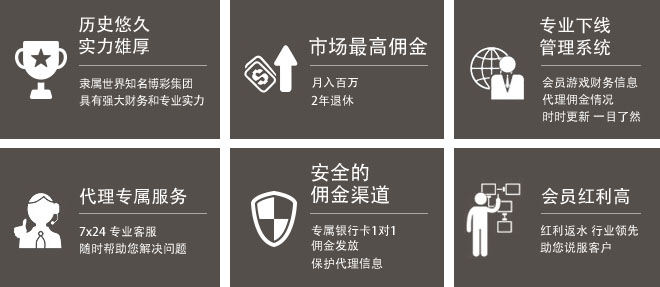 历史悠久
实力雄厚
隶属世界知名博彩集团
具有强大财务和专业实力
市场最高佣金
月入百万
2年退休
专业下线
管理系统
会员游戏财务信息
代理佣金情况
时时更新 一目了然
代理专属服务
7x24 专业客服
随时帮助您解决问题
安全的
佣金渠道
专属银行卡1对1
佣金发放
保护代理信息
会员红利高
红利返水 行业领先
助您说服客户